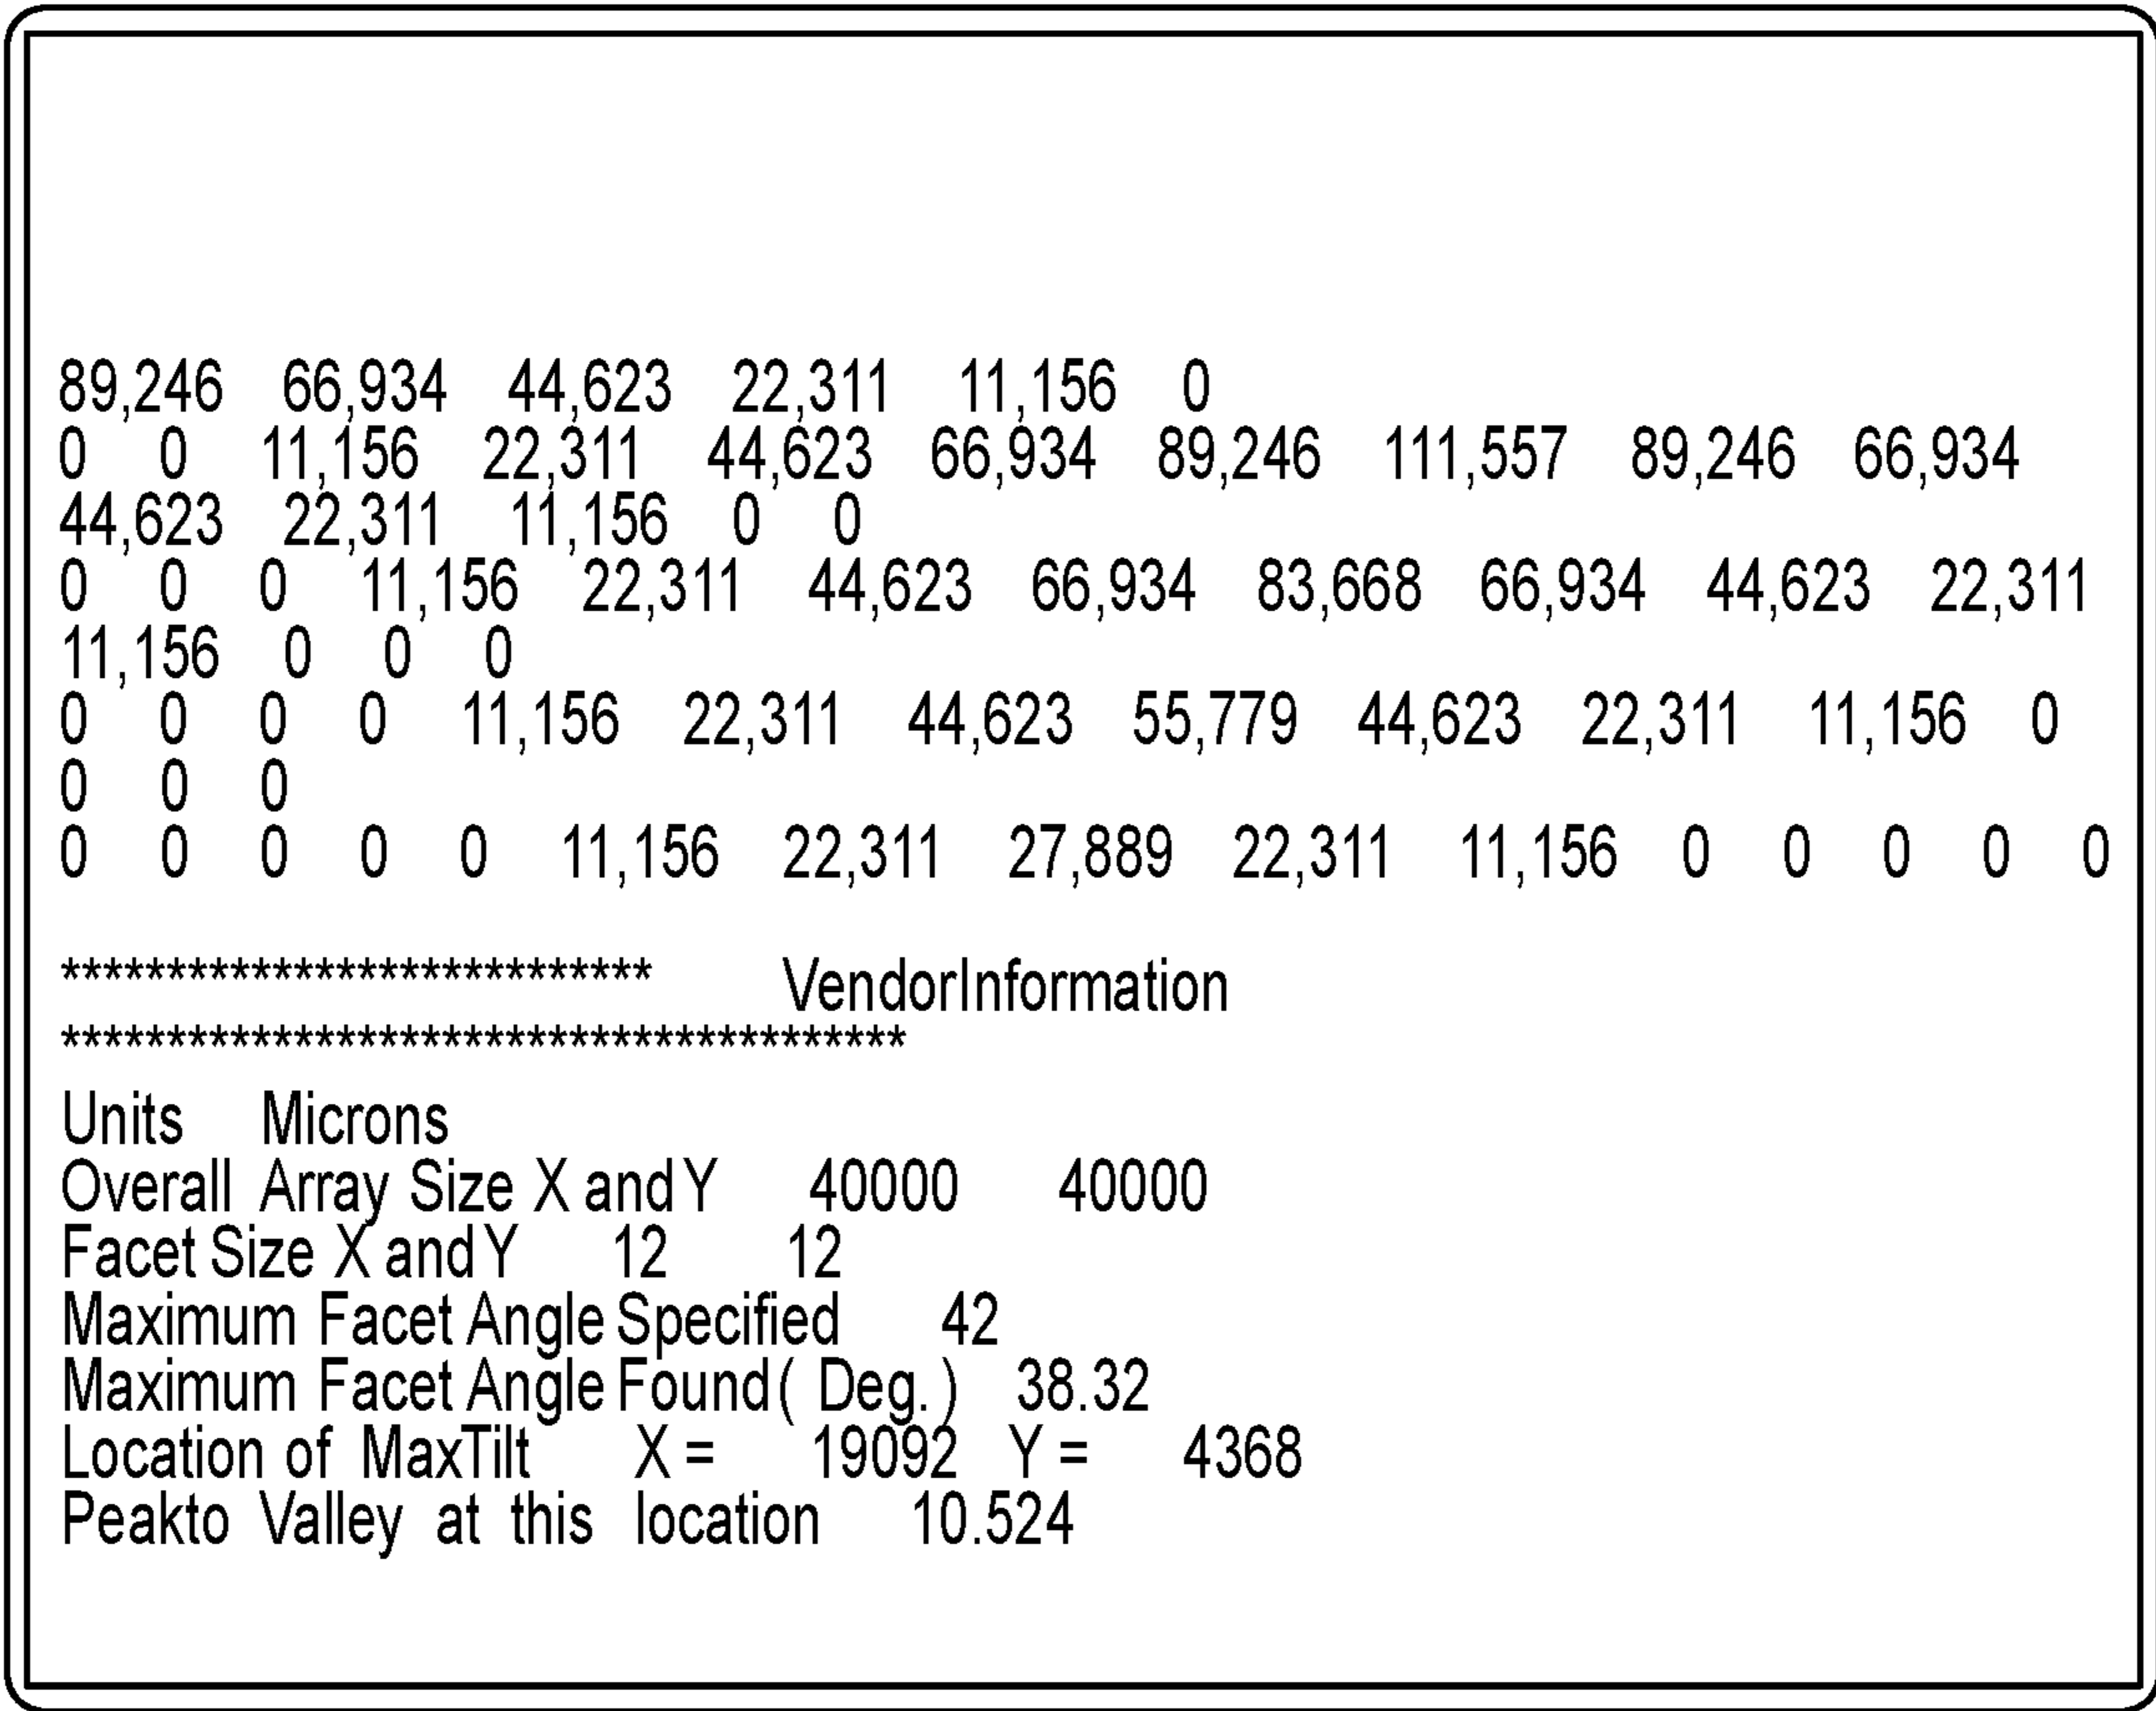 89,246 66,934 44,623 22,311 11,156 0
0 0 11,156 22,311 44,623 66,934 89,246 111,557 89,246 66,934
44,623 22,311 11,156 0 0
0 0 0 11,156 22,311 44,623 66,934 83,668 66,934 44,623 22,311
11,156 0 0 0
0 0 0 0 11,156 22,311 44,623 55,779 44,623 22,311 11,156 0
0 0 0
0 0 0 0 0 11,156 22,311 27,889 22,311 11,156 0 0 0 0 0
**************************** VendorInformation
****************************************
Units Microns
Overall Array Size X and Y 40000 40000
Facet Size X and Y 12 12
Maximum Facet Angle Specified 42
Maximum Facet Angle Found ( Deg. ) 38.32
Location of MaxTilt X = 19092 Y = 4368
Peakto Valley at this location 10.524